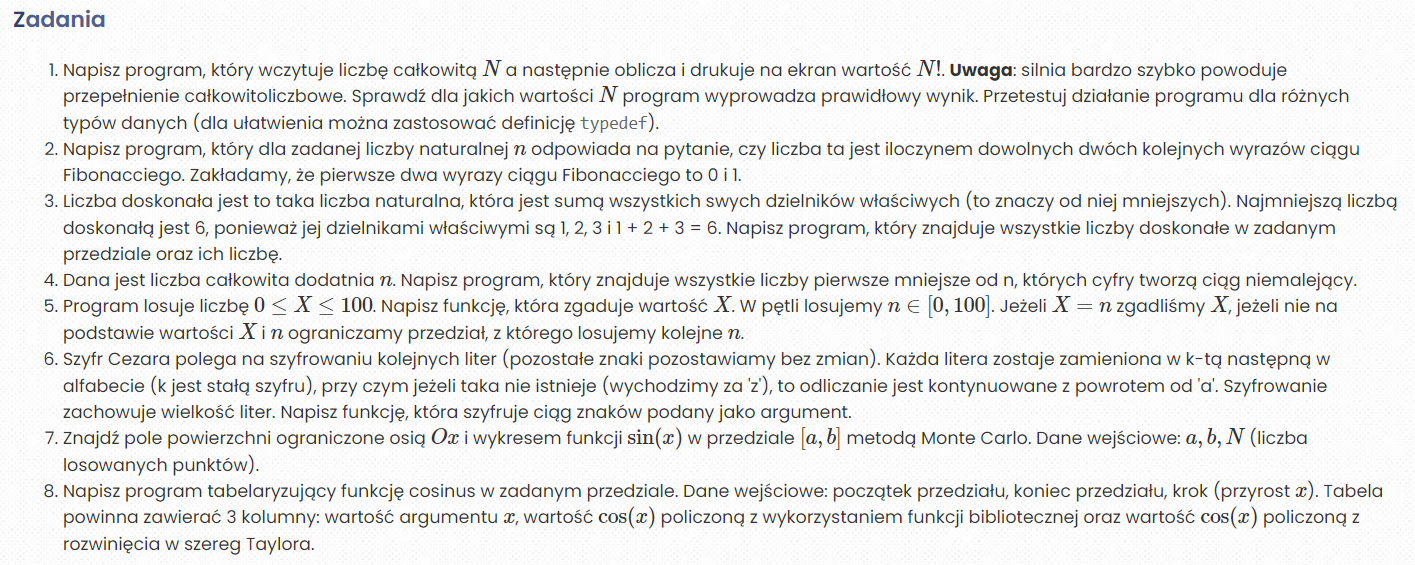 Zadania
1. Napisz program, który wczytuje liczbę całkowitą N a następnie oblicza i drukuje na ekran wartość N!. Uwaga: silnia bardzo szybko powoduje
przepełnienie całkowitoliczbowe. Sprawdź dla jakich wartości N program wyprowadza prawidłowy wynik. Przetestuj działanie programu dla różnych
typów danych (dla ułatwienia można zastosować definicję typedef).
2. Napisz program, który dla zadanej liczby naturalnej n odpowiada na pytanie, czy liczba ta jest iloczynem dowolnych dwóch kolejnych wyrazów ciągu
Fibonacciego. Zakładamy, że pierwsze dwa wyrazy ciągu Fibonacciego to 0 i 1.
3. Liczba doskonała jest to taka liczba naturalna, która jest sumą wszystkich swych dzielników właściwych (to znaczy od niej mniejszych). Najmniejszą liczbą
doskonałą jest 6, ponieważ jej dzielnikami właściwymi są 1, 2, 3 i 1 + 2 + 3 = 6. Napisz program, który znajduje wszystkie liczby doskonałe w zadanym
przedziale oraz ich liczbę.
4. Dana jest liczba całkowita dodatnia n. Napisz program, który znajduje wszystkie liczby pierwsze mniejsze od n, których cyfry tworzą ciąg niemalejący.
5. Program losuje liczbę 0 ≤ X ≤ 100. Napisz funkcję, która zgaduje wartość X. W pętli losujemy n ∈ [0, 100]. Jeżeli X = n zgadliśmy X, jeżeli nie na
podstawie wartości X i n ograniczamy przedział, z którego losujemy kolejne n.
6. Szyfr Cezara polega na szyfrowaniu kolejnych liter (pozostałe znaki pozostawiamy bez zmian). Każda litera zostaje zamieniona w k-tą następną w
alfabecie (k jest stałą szyfru), przy czym jeżeli taka nie istnieje (wychodzimy za 'z'), to odliczanie jest kontynuowane z powrotem od 'a'. Szyfrowanie
zachowuje wielkość liter. Napisz funkcję, która szyfruje ciąg znaków podany jako argument.
7. Znajdź pole powierzchni ograniczone osią Ox i wykresem funkcji sin(x) w przedziale [a, b] metodą Monte Carlo. Dane wejściowe: a, b, N (liczba
losowanych punktów).
8. Napisz program tabelaryzujący funkcję cosinus w zadanym przedziale. Dane wejściowe: początek przedziału, koniec przedziału, krok (przyrost x). Tabela
powinna zawierać 3 kolumny: wartość argumentu x, wartość cos(x) policzoną z wykorzystaniem funkcji bibliotecznej oraz wartość cos(x) policzoną z
rozwinięcia w szereg Taylora.